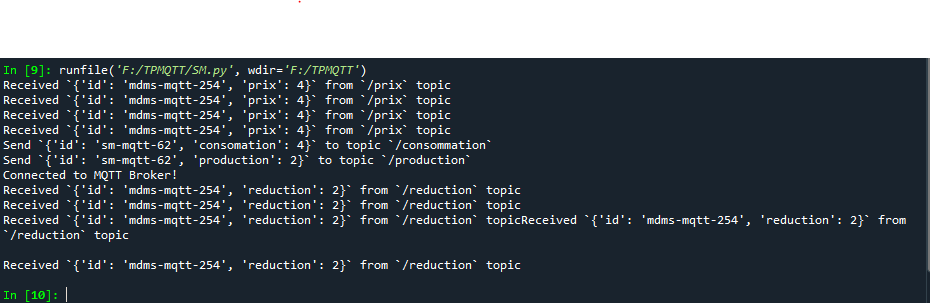 In [9]: runfile('F:/TPMQTT/SM.py', wdir='F:/TPMQTT')
Received `{'id': 'mdms-mqtt-254', 'prix': 4}` from `/prix` topic
Received `{'id': 'mdms-mqtt-254', 'prix': 4}` from `/prix` topic
Received `{'id': 'mdms-mqtt-254', 'prix': 4}` from `/prix` topic
Received `{'id': 'mdms-mqtt-254', 'prix': 4}` from `/prix` topic
Send `{'id': 'sm-mqtt-62', 'consomation': 4}` to topic `/consommation`
Send `{'id': 'sm-mqtt-62', 'production': 2}` to topic `/production`
Connected to MQTT Broker!
Received `{'id': 'mdms-mqtt-254', 'reduction': 2}` from `/reduction` topic
Received `{'id': 'mdms-mqtt-254', 'reduction': 2}` from `/reduction` topic
Received `{'id': 'mdms-mqtt-254', 'reduction': 2}` from `/reduction` topicReceived `{'id': 'mdms-mqtt-254', 'reduction': 2}` from
`/reduction` topic
Received `{'id': 'mdms-mqtt-254', 'reduction': 2}` from `/reduction` topic
In [10]: